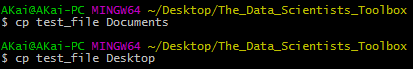 AKai@AKai-PC MINGW64 ~/Desktop/The_Data_Scientists_Toolbox
$ cp test_file Documents
AKai@AKai-PC MINGW64 ~/Desktop/The_Data_Scientists_Toolbox
$ cp test_file Desktop